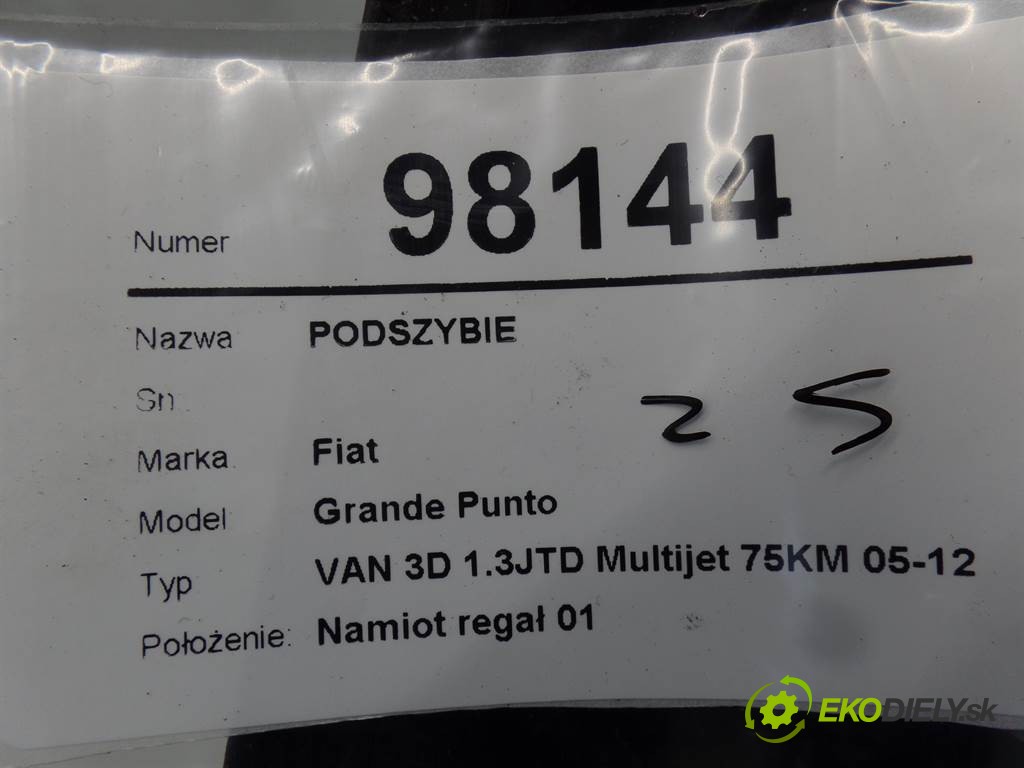 Numer 98144
Nazwa PODSZYBIE
Sn
25
Marka Fiat
Model Grande Punto
Typ VAN 3D 1.3JTD Multijet 75KM 05-12
Położenie: Namiot regał 01
EKODIELY.sk